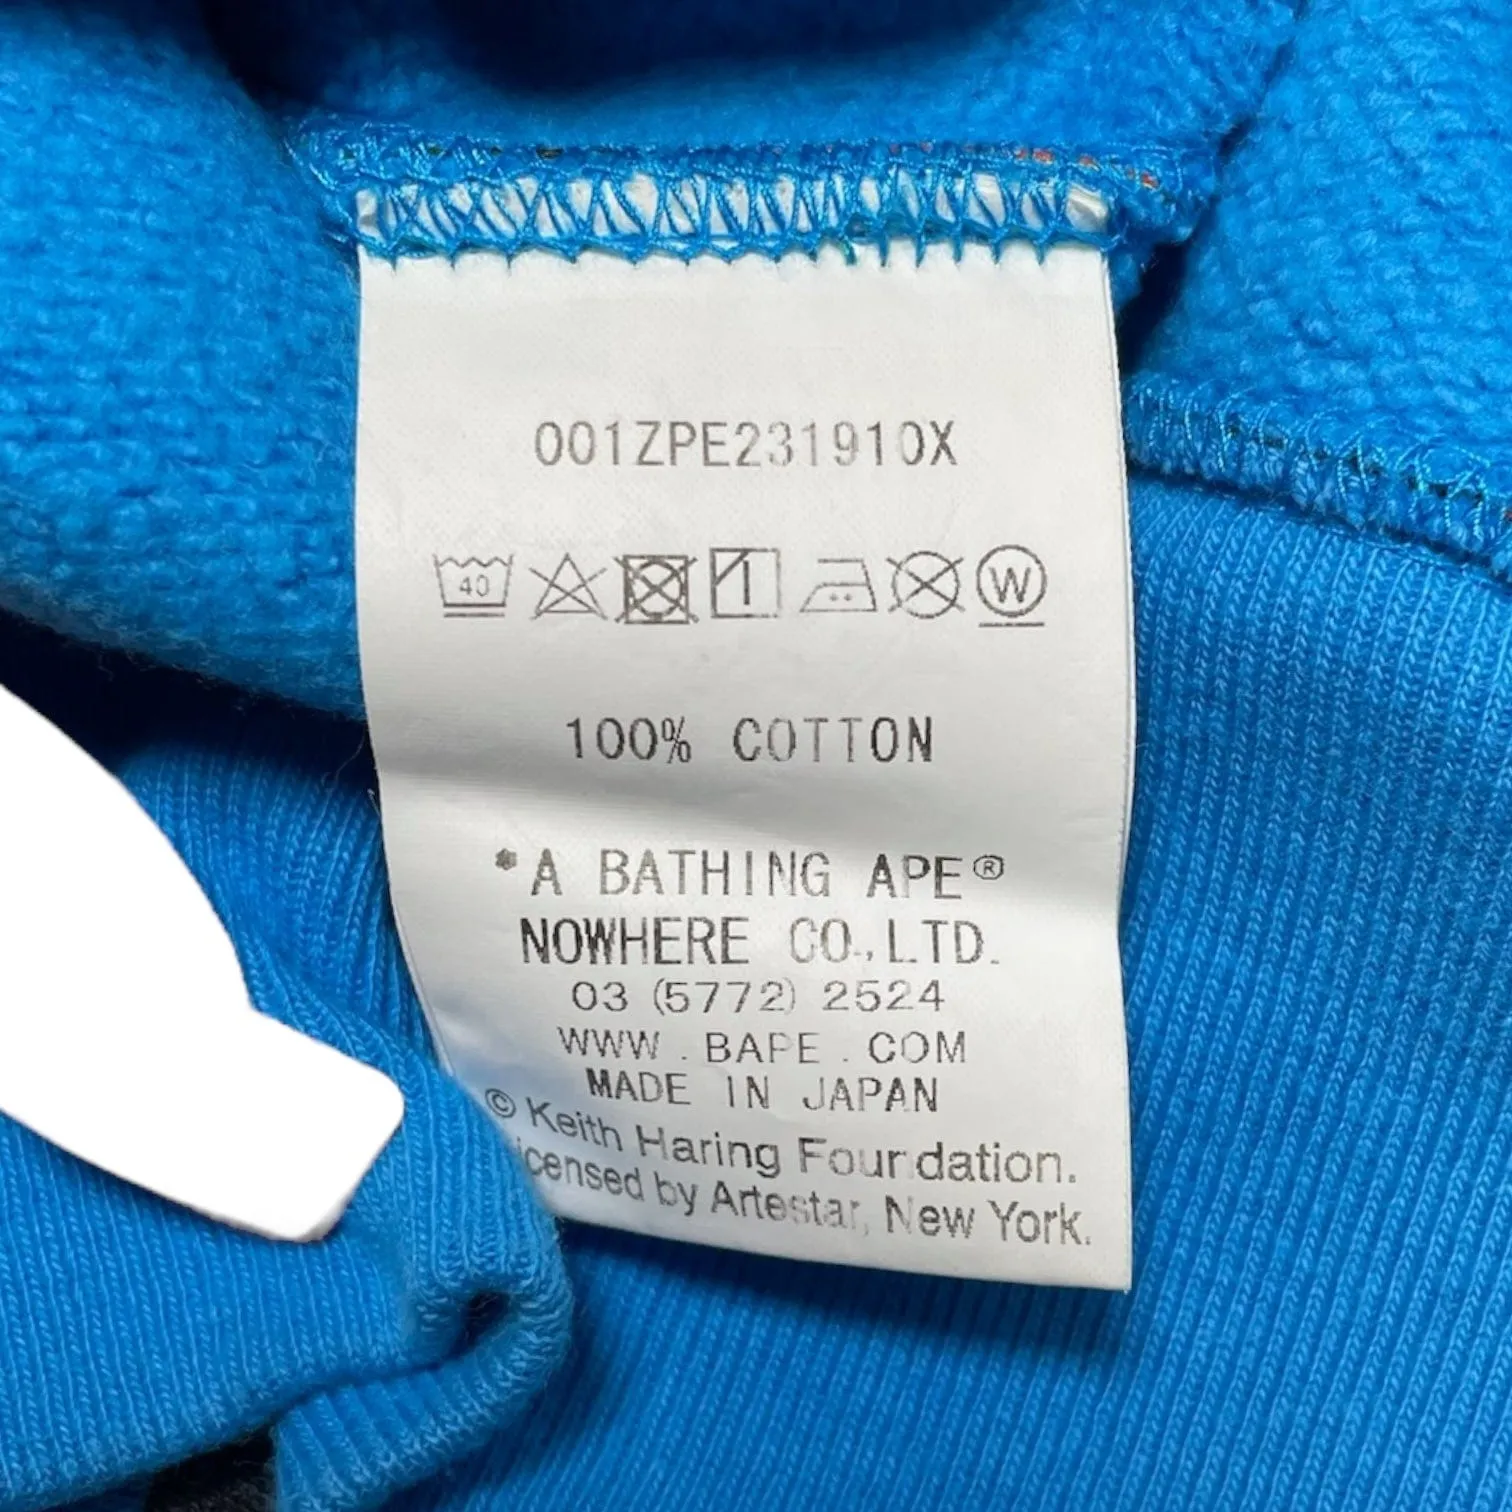 001ZPE231910X
40
W
100% COTTON
*A BATHING APE®
NOWHERE CO.,LTD.
03 (5772) 2524
WWW . BAPE . COM
MADE IN JAPAN
© Keith Haring Foundation.
icensed by Artestar, New York.